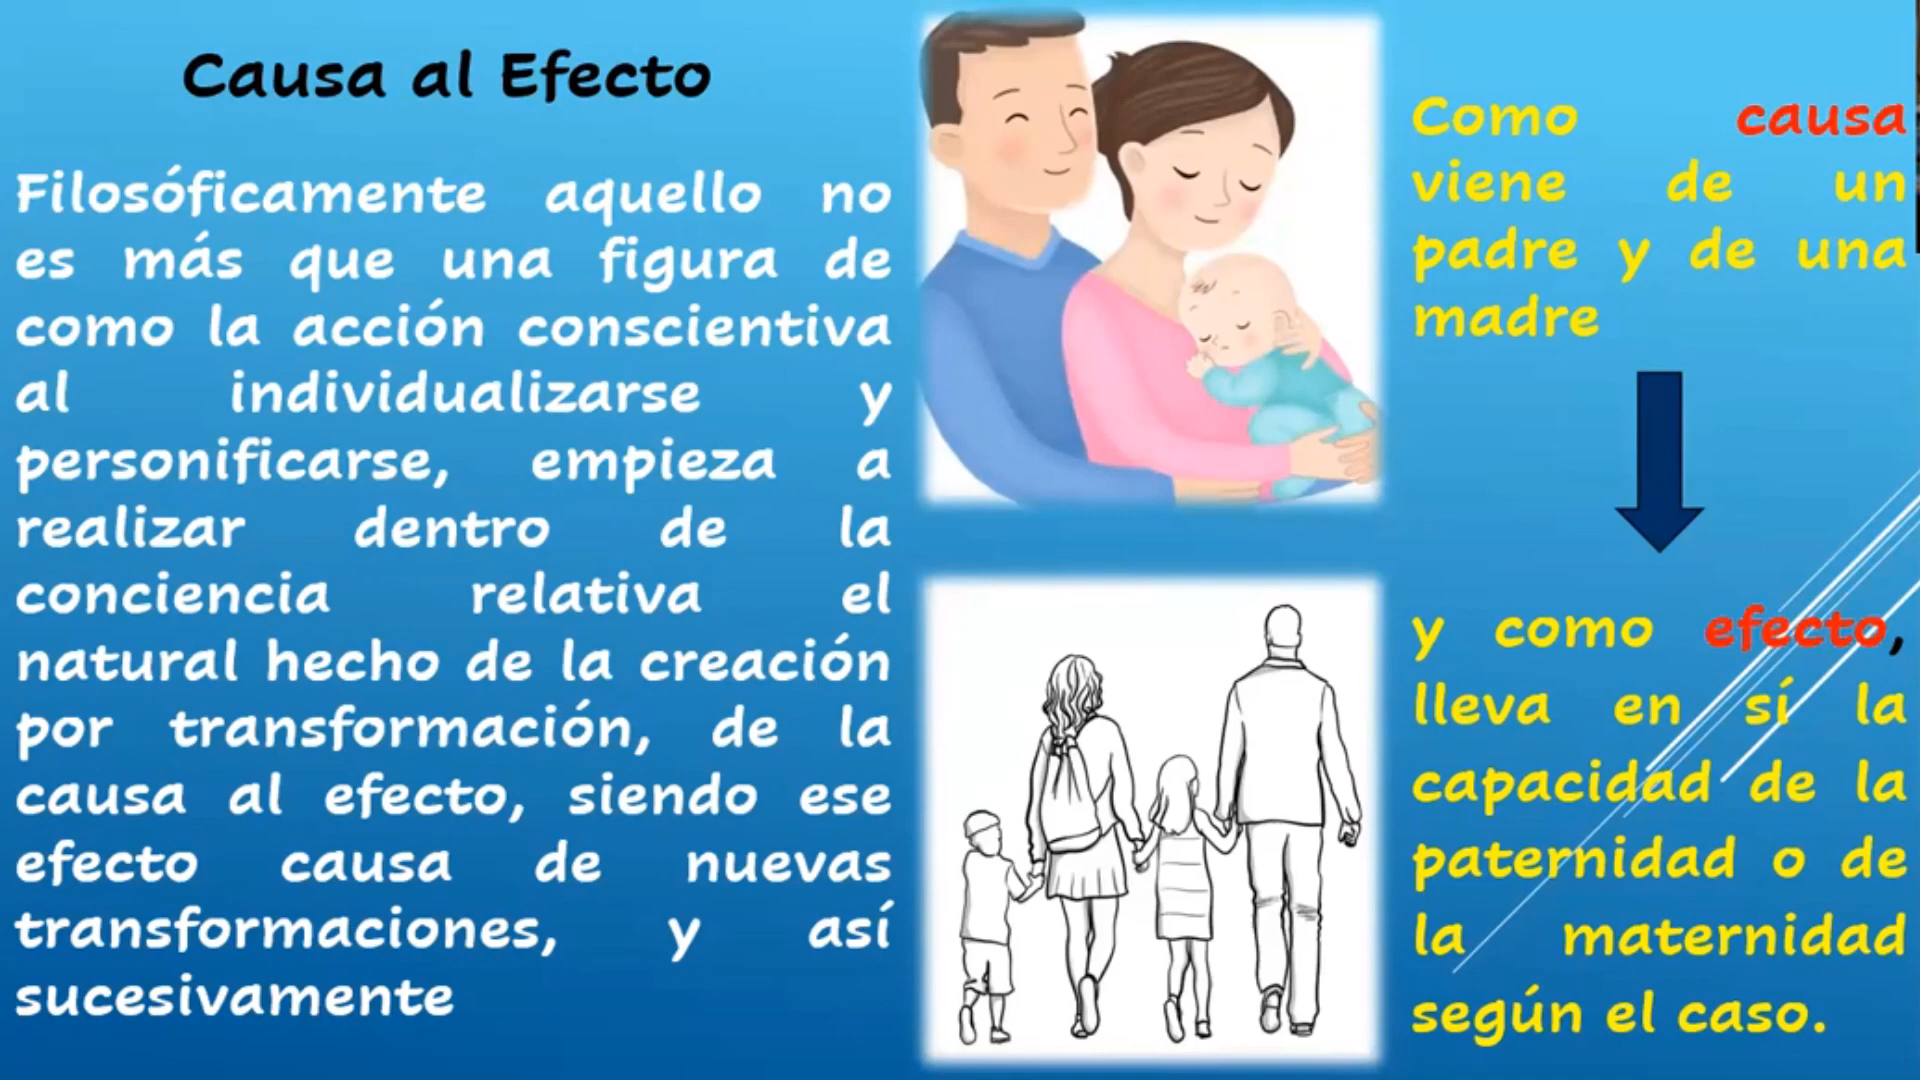 Causa al Efecto
Filosóficamente aquello no
es más que una figura de
como la acción conscientiva
al individualizarse y
personificarse, empieza a
realizar dentro de la
conciencia relativa el
natural hecho de la creación
por transformación, de la
causa al efecto, siendo ese
efecto causa de nuevas
transformaciones, y así
sucesivamente
Como causa
viene de un
padre y de una
madre
y como efecto,
lleva en sí la
capacidad de la
paternidad o de
la maternidad
según el caso.